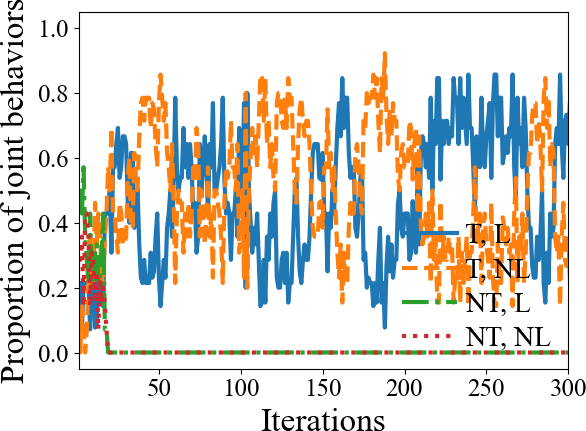 Proportion of joint behaviors
1.0
0.8
0.6
0.4
0.2
0.0
T, L
T, NL
NT, L
NT, NL
50 100 150 200 250 300
Iterations